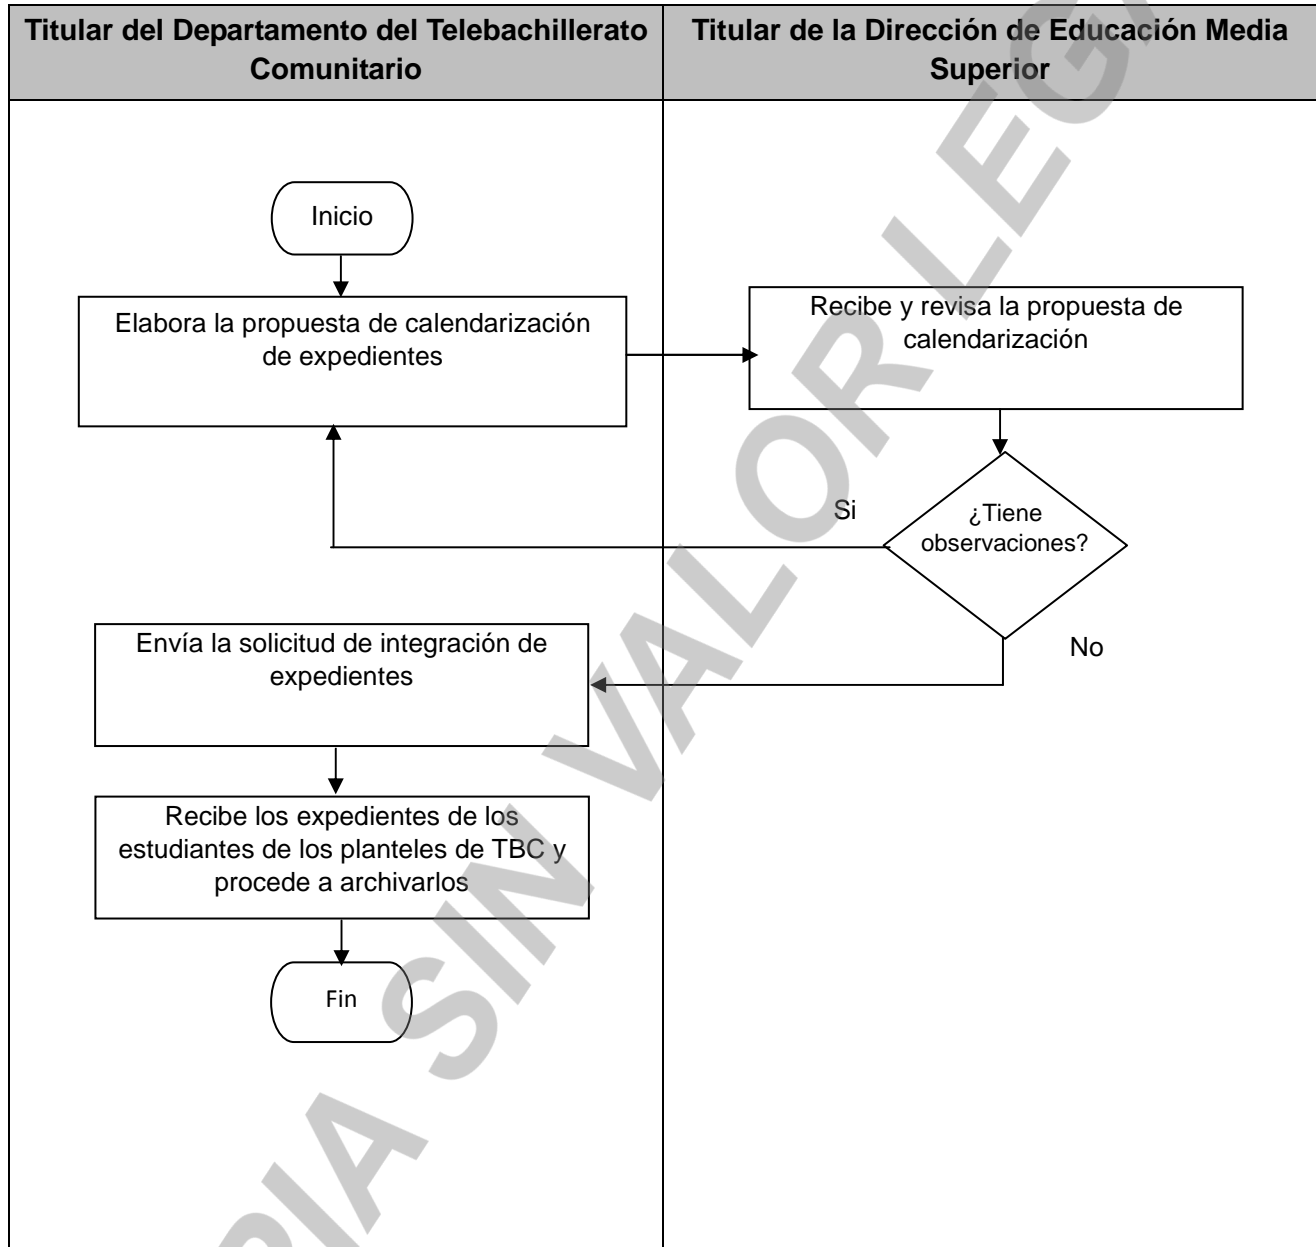 Titular del Departamento del Telebachillerato
Comunitario
Titular de la Dirección de Educación Media
Superior
Inicio
Elabora la propuesta de calendarización
de expedientes
Recibe y revisa la propuesta de
calendarización
¿Tiene
observaciones?
Si
No
Envía la solicitud de integración de
expedientes
Recibe los expedientes de los
estudiantes de los planteles de TBC y
procede a archivarlos
Fin
SIN VALOR